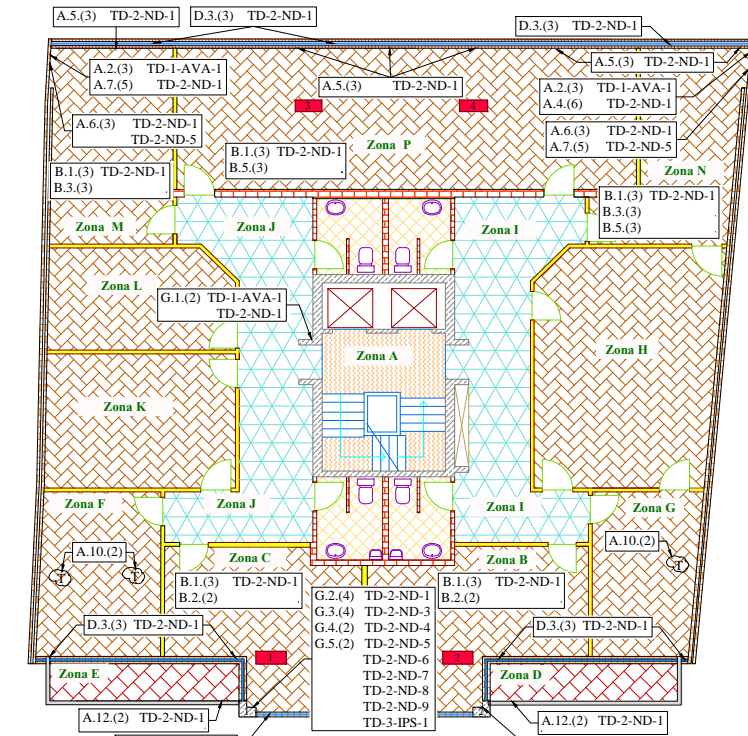 A.5.(3) TD-2-ND-1
D.3.(3) TD-2-ND-1
D.3.(3) TD-2-ND-1
A.5.(3) TD-2-ND-1
A.2.(3) TD-1-AVA-1
A.7.(5) TD-2-ND-1
A.5.(3) TD-2-ND-1
A.2.(3) TD-1-AVA-1
A.4.(6) TD-2-ND-1
3
4
A.6.(3) TD-2-ND-1
TD-2-ND-5
A.6.(3) TD-2-ND-1
A.7.(5) TD-2-ND-5
Zona P
B.1.(3) TD-2-ND-1
B.5.(3)
B.1.(3) TD-2-ND-1
B.3.(3)
Zona N
B.1.(3) TD-2-ND-1
B.3.(3)
B.5.(3)
Zona M
Zona J
Zona I
Zona L
G.1.(2) TD-1-AVA-1
TD-2-ND-1
Zona A
Zona H
Zona K
Zona F
Zona J
Zona I
Zona G
A.10.(2)
A.10.(2)
T
T
T
Zona C
Zona B
B.1.(3) TD-2-ND-1
B.2.(2)
G.2.(4) TD-2-ND-1
G.3.(4) TD-2-ND-3
G.4.(2) TD-2-ND-4
G.5.(2) TD-2-ND-5
TD-2-ND-6
TD-2-ND-7
TD-2-ND-8
TD-2-ND-9
TD-3-IPS-1
B.1.(3) TD-2-ND-1
B.2.(2)
D.3.(3) TD-2-ND-1
D.3.(3) TD-2-ND-1
1
2
Zona E
Zona D
A.12.(2) TD-2-ND-1
A.12.(2) TD-2-ND-1